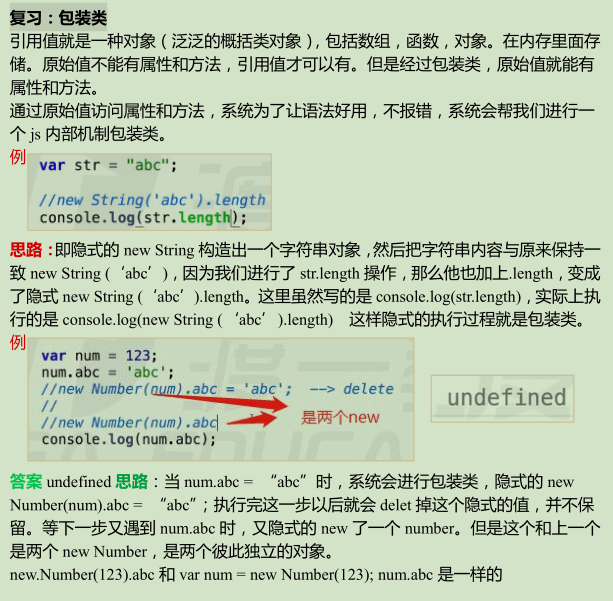 复习：包装类
引用值就是一种对象（泛泛的概括类对象），包括数组，函数，对象。在内存里面存
储。原始值不能有属性和方法，引用值才可以有。但是经过包装类，原始值就能有
属性和方法。
通过原始值访问属性和方法，系统为了让语法好用，不报错，系统会帮我们进行一
个 js 内部机制包装类。
例
var str = "abc";
//new String('abc').length
console.log(str.length);
思路：即隐式的 new String 构造出一个字符串对象，然后把字符串内容与原来保持一
致 new String (‘abc’)，因为我们进行了 str.length 操作，那么他也加上.length，变成
了隐式 new String (‘abc’).length。这里虽然写的是 console.log(str.length)，实际上执
行的是 console.log(new String (‘abc’).length) 这样隐式的执行过程就是包装类。
例
var num = 123;
num.abc = 'abc';
//new Number(num).abc = 'abc'; --> delete
//
//new Number(num).abc
console.log(num.abc);
是两个new
undefined
答案 undefined 思路：当 num.abc = “abc”时，系统会进行包装类，隐式的 new
Number(num).abc = “abc”；执行完这一步以后就会 delet 掉这个隐式的值，并不保
留。等下一步又遇到 num.abc 时，又隐式的 new 了一个 number。但是这个和上一个
是两个 new Number，是两个彼此独立的对象。
new.Number(123).abc 和 var num = new Number(123); num.abc 是一样的